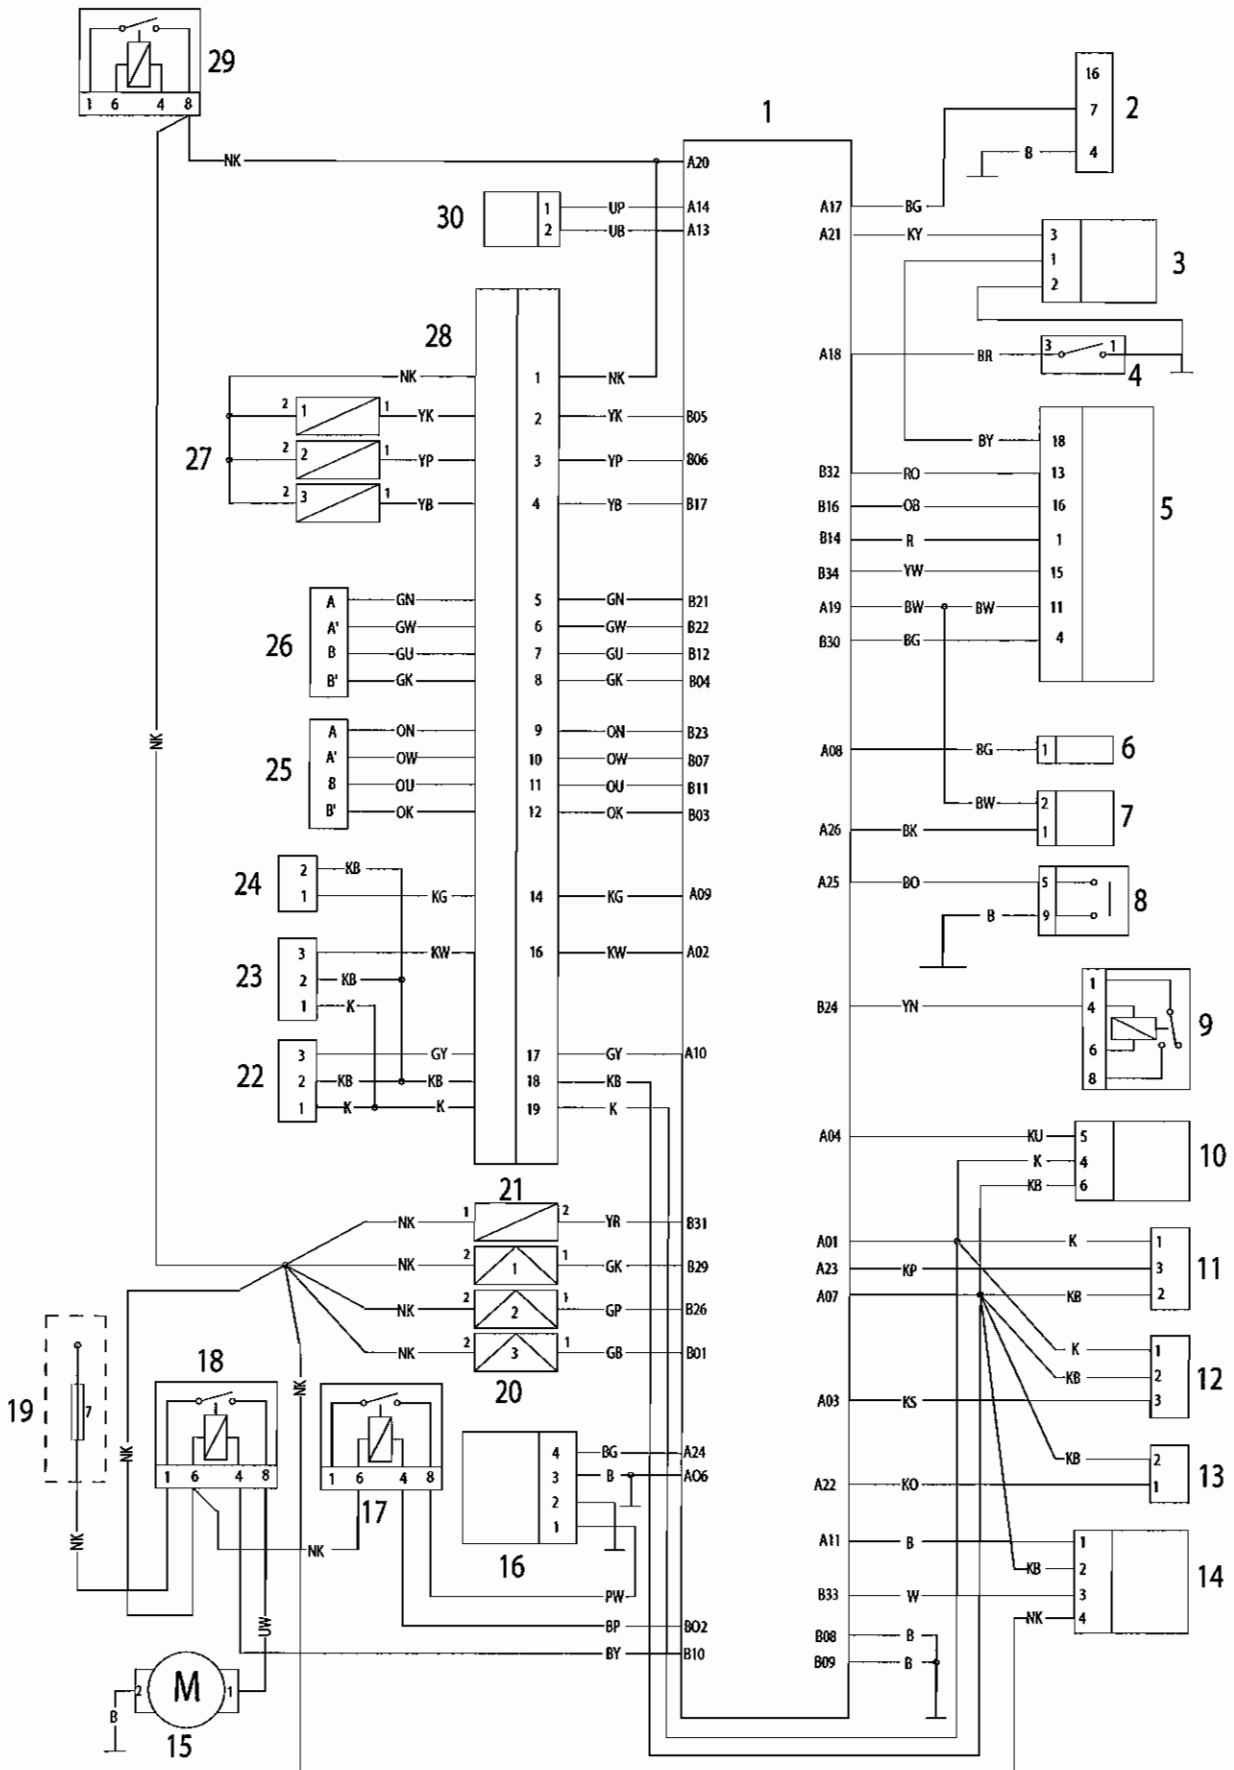 29
1 6 4 8
NK
A20
1
16
7
4
2
B
30
1
2
UP
UB
A14
A13
A17
BG
A21
KY
3
1
2
3
A18
BR
3
1
4
28
NK
1
NK
2
1
1
YK
2
YK
B05
27
2
2
1
YP
3
YP
B06
2
3
1
YB
4
YB
B17
BY
18
B32
RO
13
B16
OB
16
5
B14
R
1
B34
YW
15
A19
BW
BW
11
B30
BG
4
26
A
GN
5
GN
B21
A'
GW
6
GW
B22
B
GU
7
GU
B12
B'
GK
8
GK
B04
25
A
ON
9
ON
B23
A'
OW
10
OW
B07
B
OU
11
OU
B11
B'
OK
12
OK
B03
NK
A08
BG
1
6
BW
2
7
A26
BK
1
24
2
KB
1
KG
14
KG
A09
A25
BO
5
8
B
9
23
3
KW
16
KW
A02
2
KB
1
K
B24
YN
1
4
6
8
9
22
3
GY
17
GY
A10
2
KB
KB
18
KB
1
K
K
19
K
A04
KU
5
K
4
KB
6
10
21
NK
1
2
YR
B31
NK
2
1
1
GK
B29
NK
2
2
1
GP
B26
NK
2
3
1
GB
B01
20
A01
K
1
A23
KP
3
11
A07
KB
2
K
1
KB
2
12
A03
KS
3
KB
2
13
A22
KO
1
19
7
NK
NK
18
1 6 4 8
NK
17
1 6 4 8
NK
16
4
BG
A24
3
B
A06
2
1
PW
BP
B02
BY
B10
UW
A11
B
1
KB
2
14
B33
W
3
NK
4
B08
B
B09
B
2
M
1
B
15